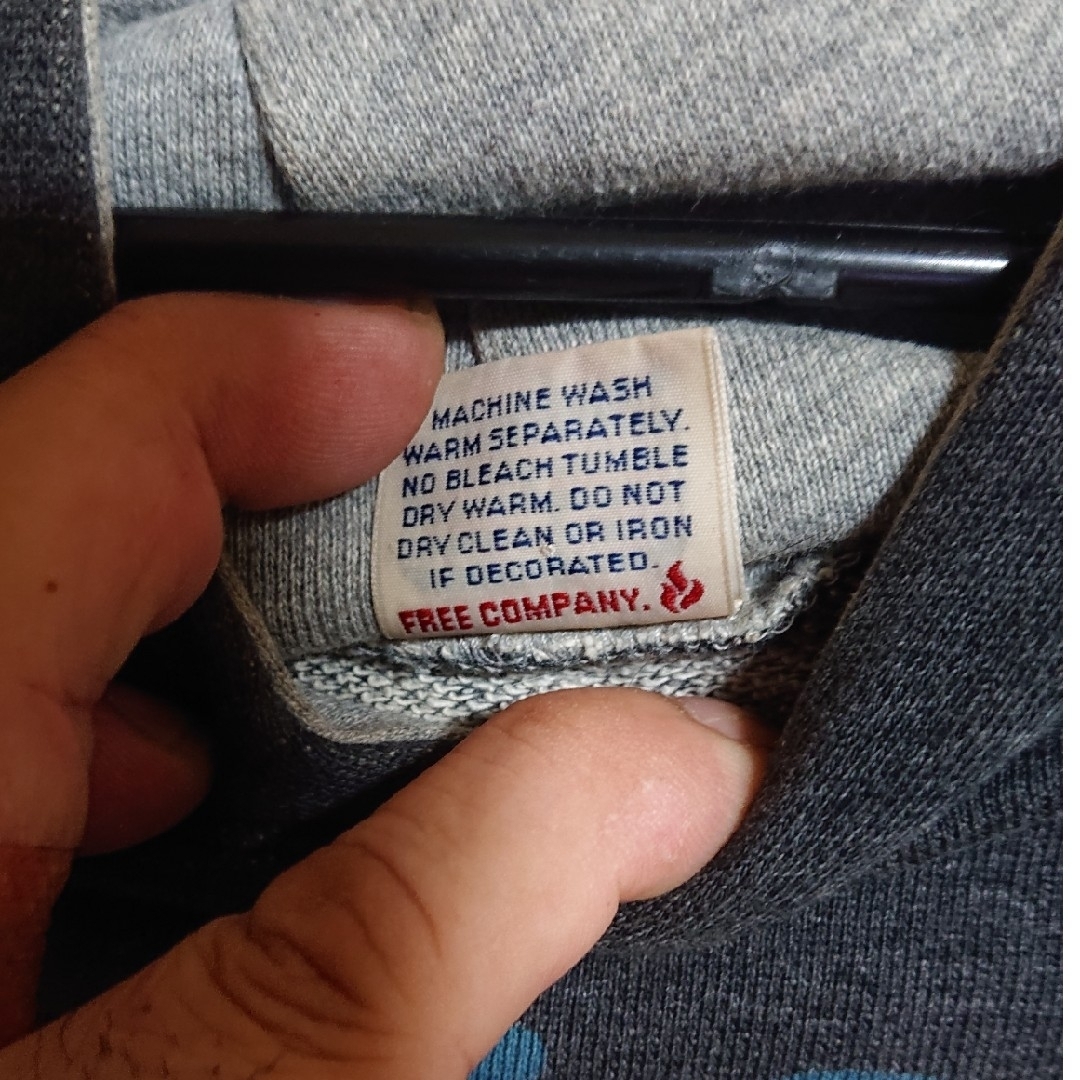 MACHINE WASH
WARM SEPARATELY.
NO BLEACH TUMBLE
DRY WARM. DO NOT
DRY CLEAN OR IRON
IF DECORATED.
FREE COMPANY.